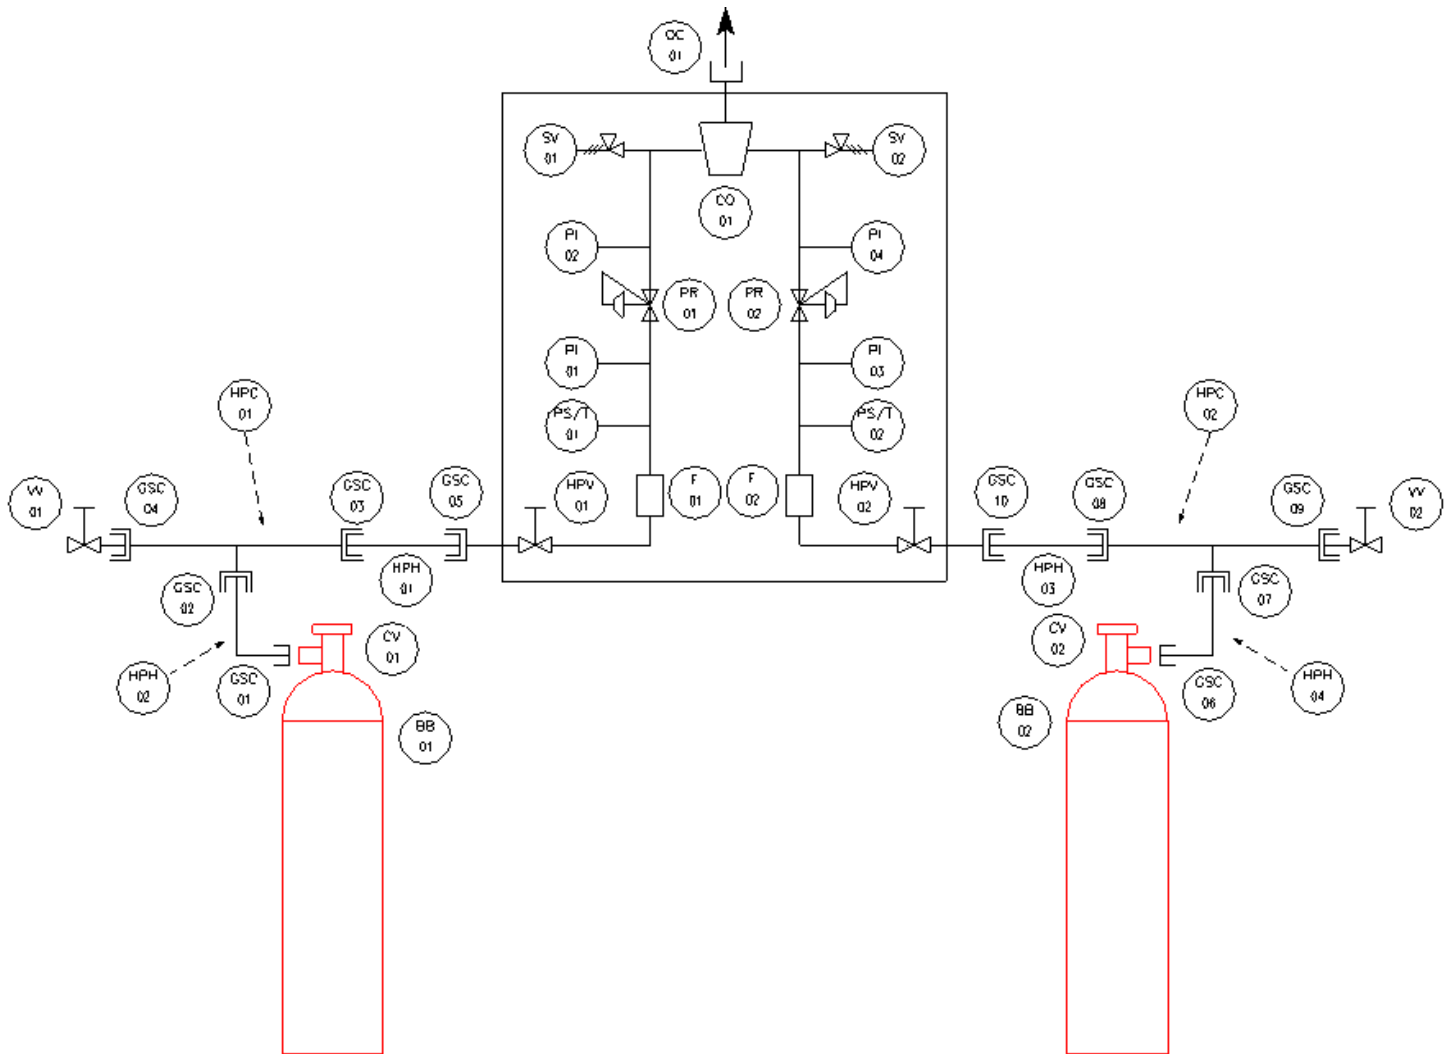 OC
01
SV
01
SV
02
CO
01
PI
02
PI
04
PR
01
PR
02
PI
01
PI
03
HPC
01
HPC
02
PS/T
01
PS/T
02
VV
01
GSC
04
GSC
03
GSC
05
HPV
01
F
01
F
02
HPV
02
GSC
10
GSC
08
GSC
09
VV
02
GSC
02
HPH
01
HPH
03
GSC
07
CV
01
CV
02
HPH
02
GSC
01
GSC
06
HPH
04
BB
01
BB
02